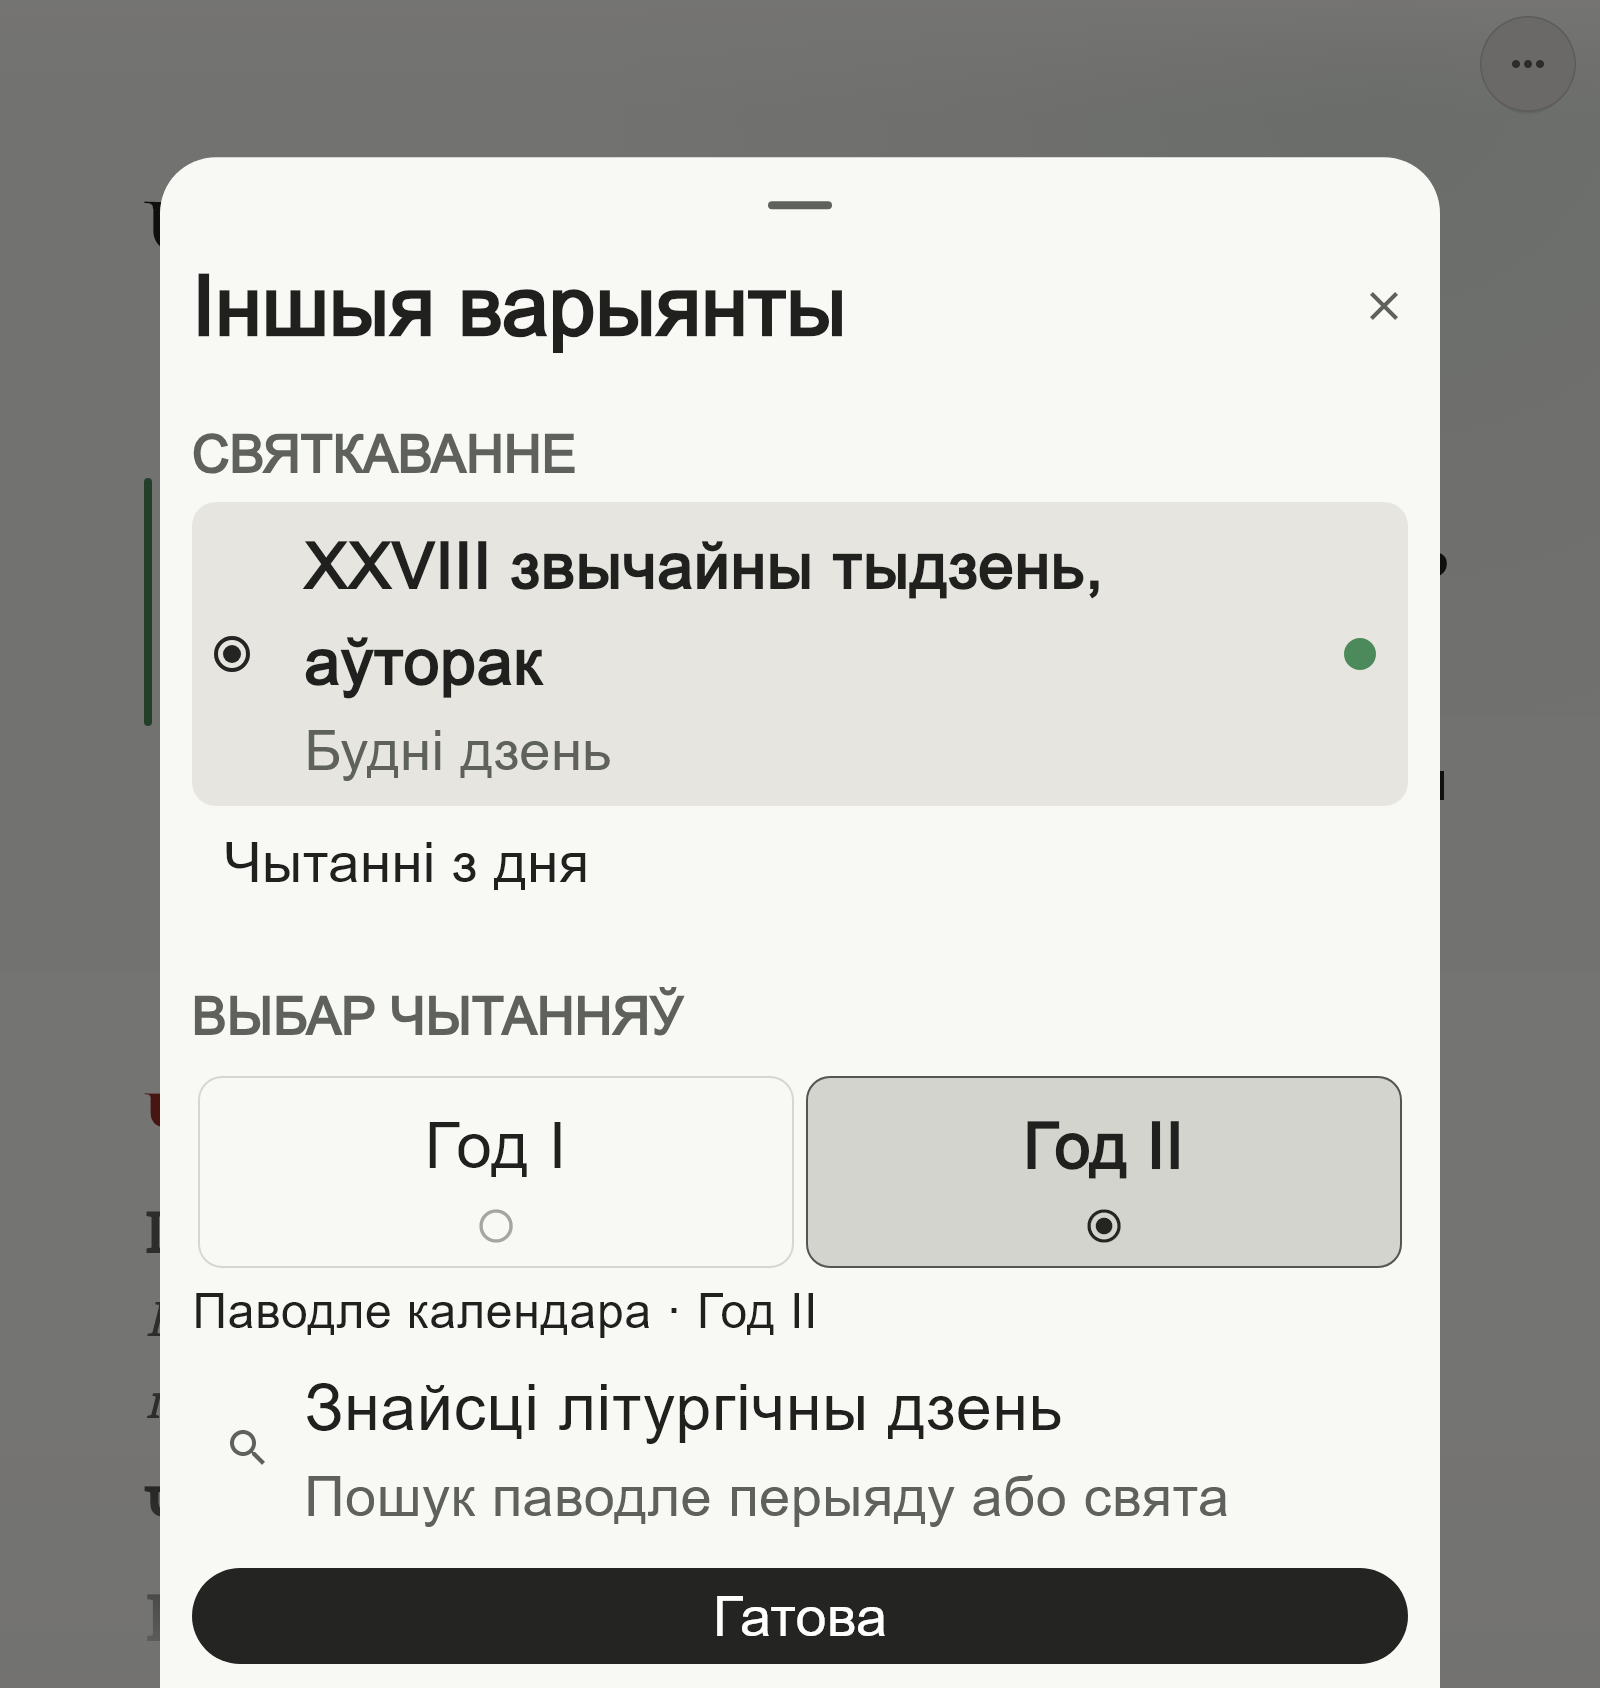 Іншыя варыянты
СВЯТКАВАННЕ
XXVIII звычайны тыдзень,
аўторак
Будні дзень
Чытанні з дня
ВЫБАР ЧЫТАННЯЎ
Год I
Год II
Паводле календара · Год II
Знайсці літургічны дзень
Пошук паводле перыяду або свята
Гатова